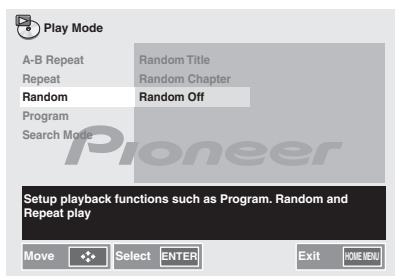 Play Mode
A-B Repeat
Random Title
Repeat
Random Chapter
Random
Random Off
Program
Search Mode
Pioneer
Setup playback functions such as Program. Random and
Repeat play
Move
Select ENTER
Exit HOME MENU